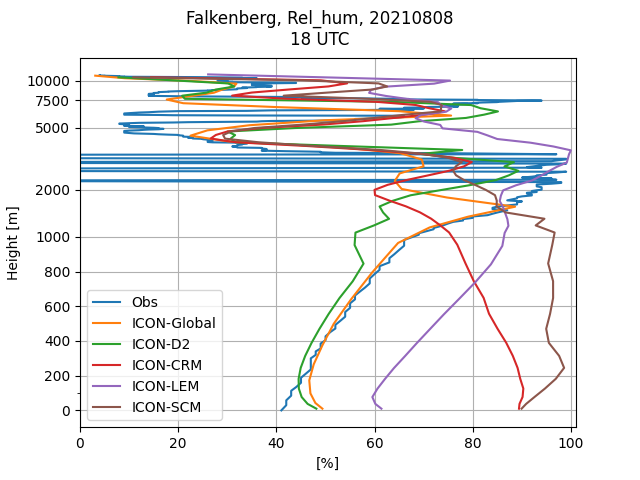 Falkenberg, Rel_hum, 20210808
18 UTC
Height [m]
10000
7500
5000
2000
1000
800
600
400
200
0
Obs
ICON-Global
ICON-D2
ICON-CRM
ICON-LEM
ICON-SCM
0 20 40 60 80 100
[%]